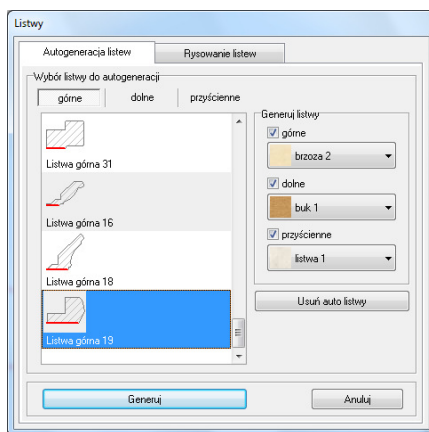 Listwy
Autogeneracja listew
Rysowanie listew
Wybór listwy do autogeneracji
górne
dolne
przyścienne
Listwa górna 31
Listwa górna 16
Listwa górna 18
Listwa górna 19
Generuj listwy
górne
brzoza 2
dolne
buk 1
przyścienne
listwa 1
Usuń auto listwy
Generuj
Anuluj